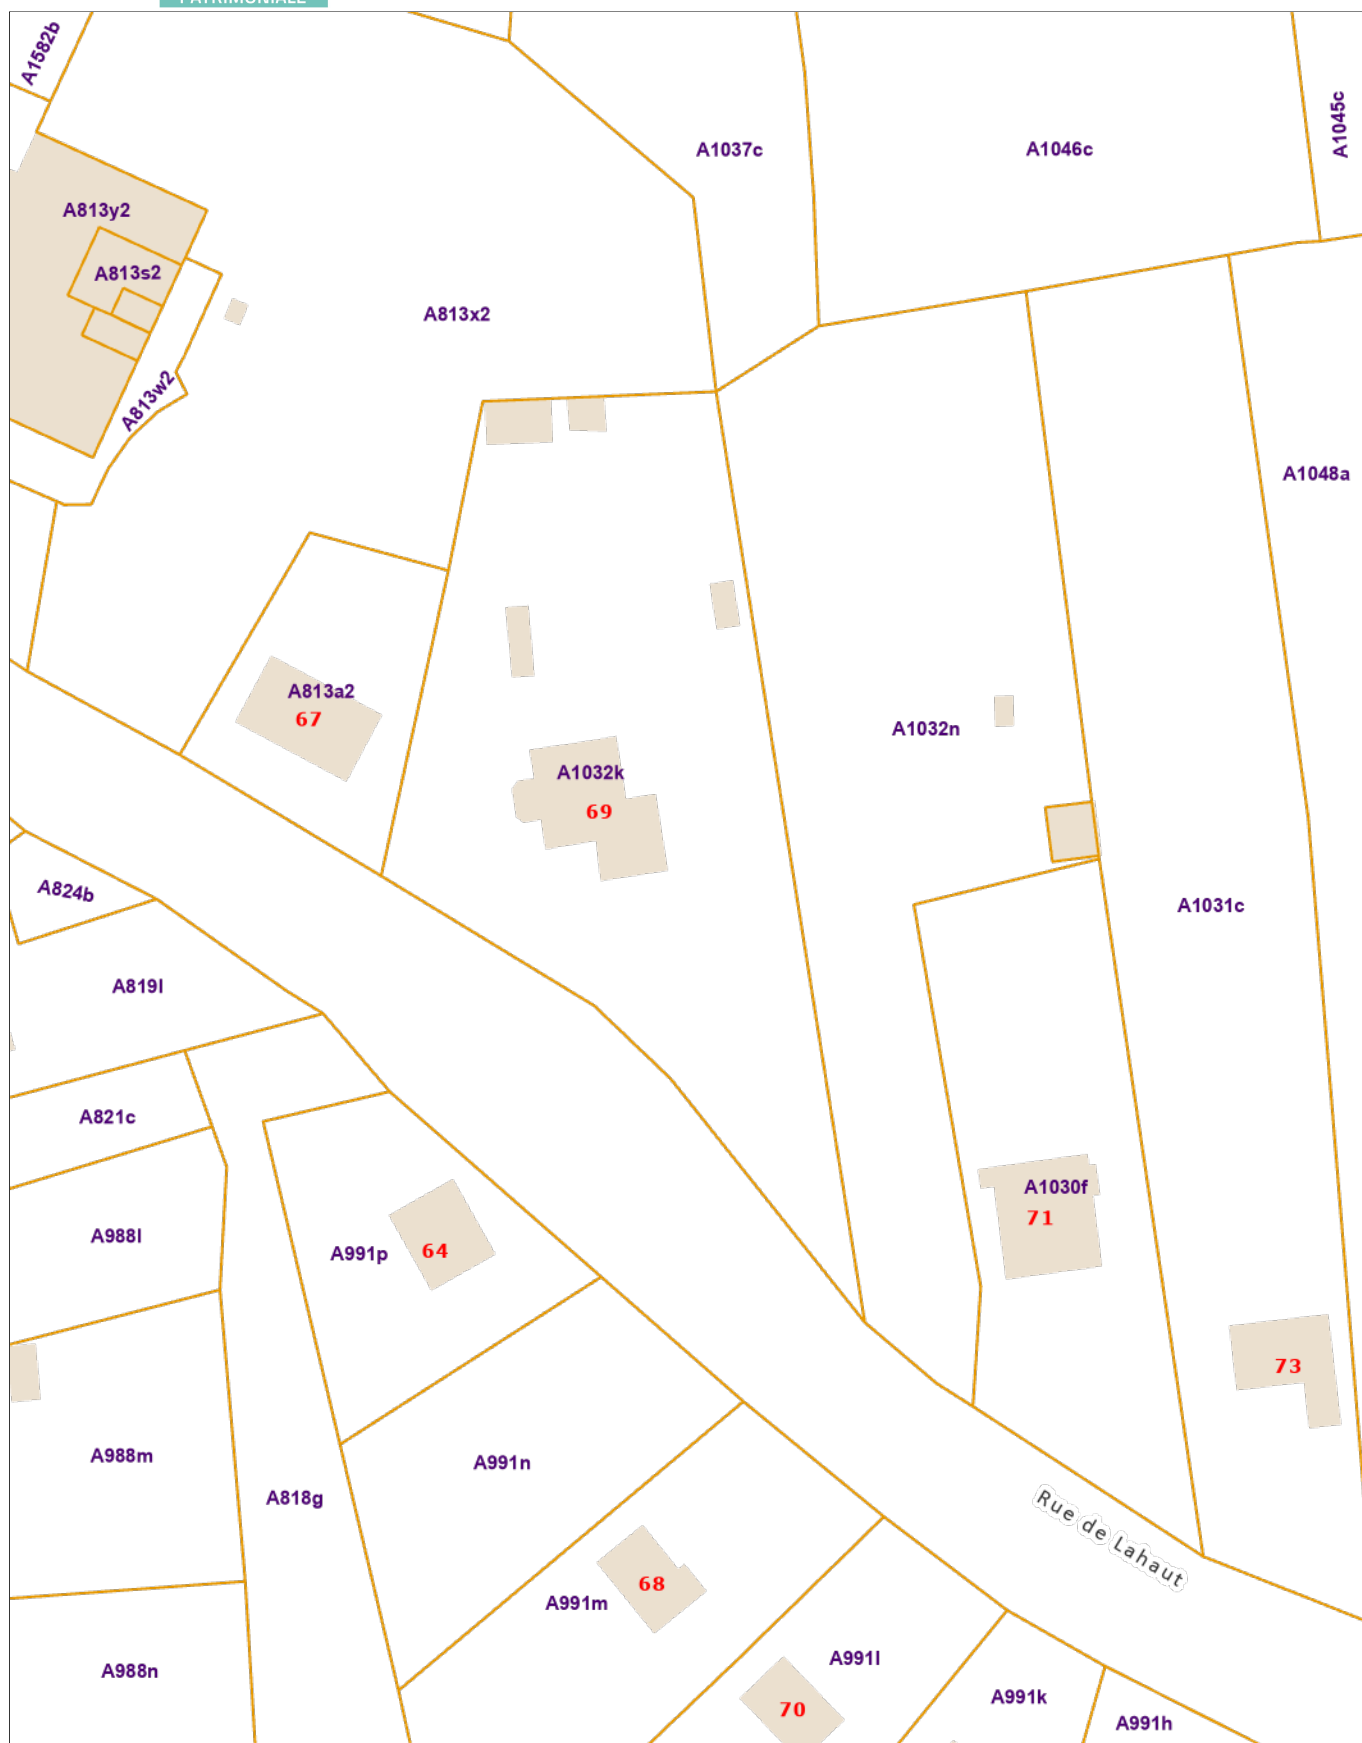 PATRIMONIALE
A1582b
A1045c
A1037c
A1046c
A813y2
A813s2
A813x2
A813w2
A1048a
A813a2
67
A1032n
A1032k
69
A824b
A1031c
A819l
A821c
A1030f
71
A988l
A991p
64
73
A988m
A991n
A818g
Rue de Lahaut
68
A991m
A991l
A988n
A991k
70
A991h